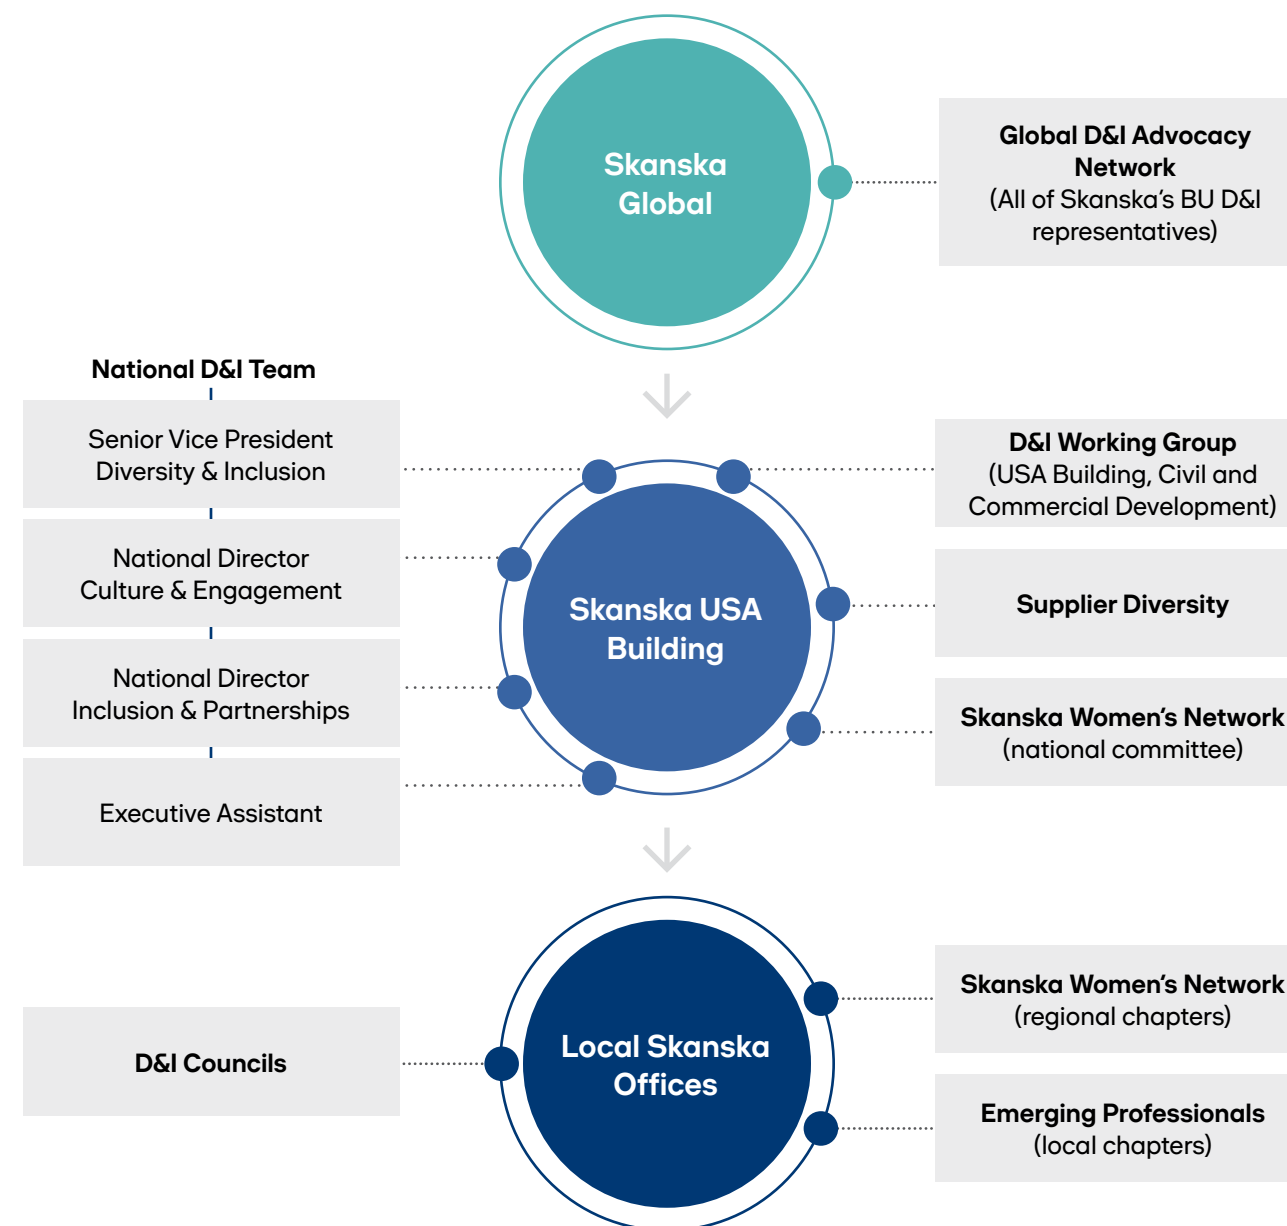 Skanska
Global
Global D&I Advocacy
Network
(All of Skanska's BU D&I
representatives)
National D&I Team
Senior Vice President
Diversity & Inclusion
National Director
Culture & Engagement
National Director
Inclusion & Partnerships
Executive Assistant
Skanska USA
Building
D&I Working Group
(USA Building, Civil and
Commercial Development)
Supplier Diversity
Skanska Women's Network
(national committee)
D&I Councils
Local Skanska
Offices
Skanska Women's Network
(regional chapters)
Emerging Professionals
(local chapters)